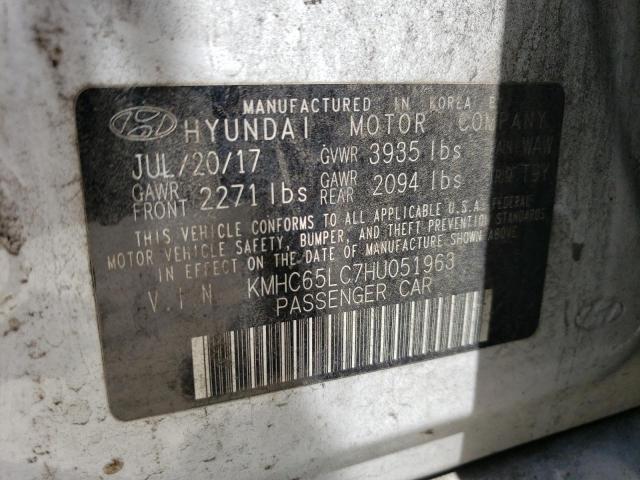 MANUFACTURED IN KOREA
HYUNDAI MOTOR COMPANY
JUL/20/17 GVWR 3935 lbs
GAWR FRONT 2271 lbs GAWR REAR 2094 lbs
THIS VEHICLE CONFORMS TO ALL APPLICABLE U.S.A. FEDERAL
MOTOR VEHICLE SAFETY, BUMPER, AND THEFT PREVENTION STANDARDS
IN EFFECT ON THE DATE OF MANUFACTURE SHOWN ABOVE.
V.I.N KMHC65LC7HU051963
PASSENGER CAR